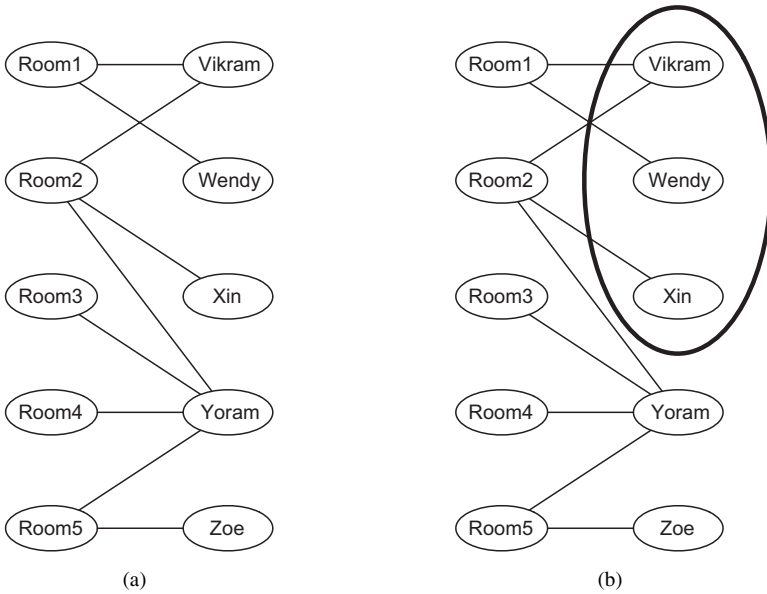 Room1 Vikram Room1 Vikram
Room2 Wendy Room2 Wendy
Room3 Xin Room3 Xin
Room4 Yoram Room4 Yoram
Room5 Zoe Room5 Zoe
(a) (b)